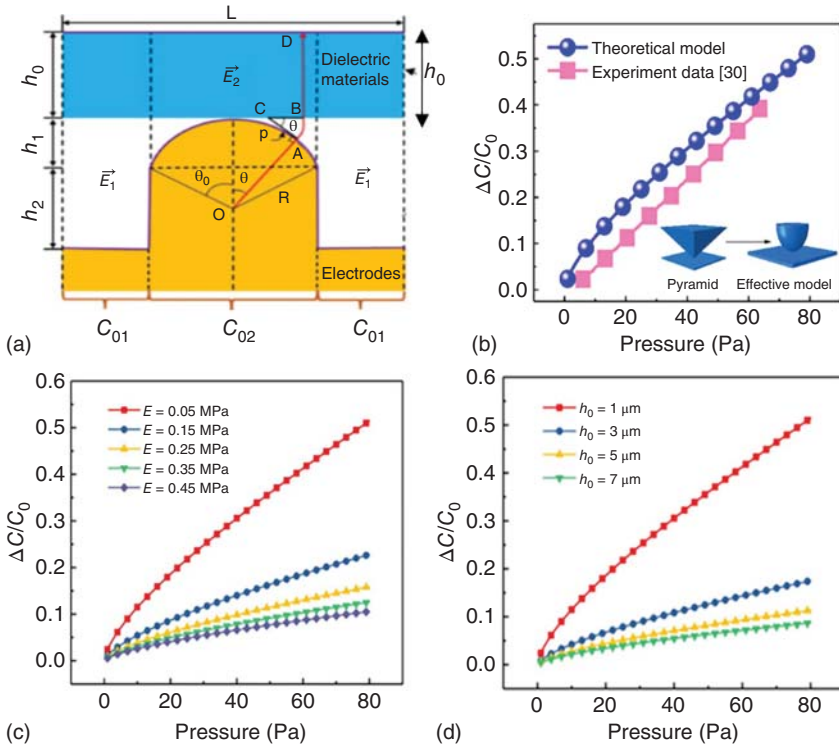 L
h₀
h₁
h₂
D
E₂
Dielectric
materials
h₀
C B
θ
p
A
E₁
θ₀ θ
O
R
E₁
Electrodes
C₀₁ C₀₂ C₀₁
(a)
ΔC/C₀
0.5
0.4
0.3
0.2
0.1
0.0
Theoretical model
Experiment data [30]
Pyramid
Effective model
0 20 40 60 80
Pressure (Pa)
(b)
ΔC/C₀
0.6
0.5
0.4
0.3
0.2
0.1
0.0
E = 0.05 MPa
E = 0.15 MPa
E = 0.25 MPa
E = 0.35 MPa
E = 0.45 MPa
0 20 40 60 80
Pressure (Pa)
(c)
ΔC/C₀
0.6
0.5
0.4
0.3
0.2
0.1
0.0
h₀ = 1 μm
h₀ = 3 μm
h₀ = 5 μm
h₀ = 7 μm
0 20 40 60 80
Pressure (Pa)
(d)